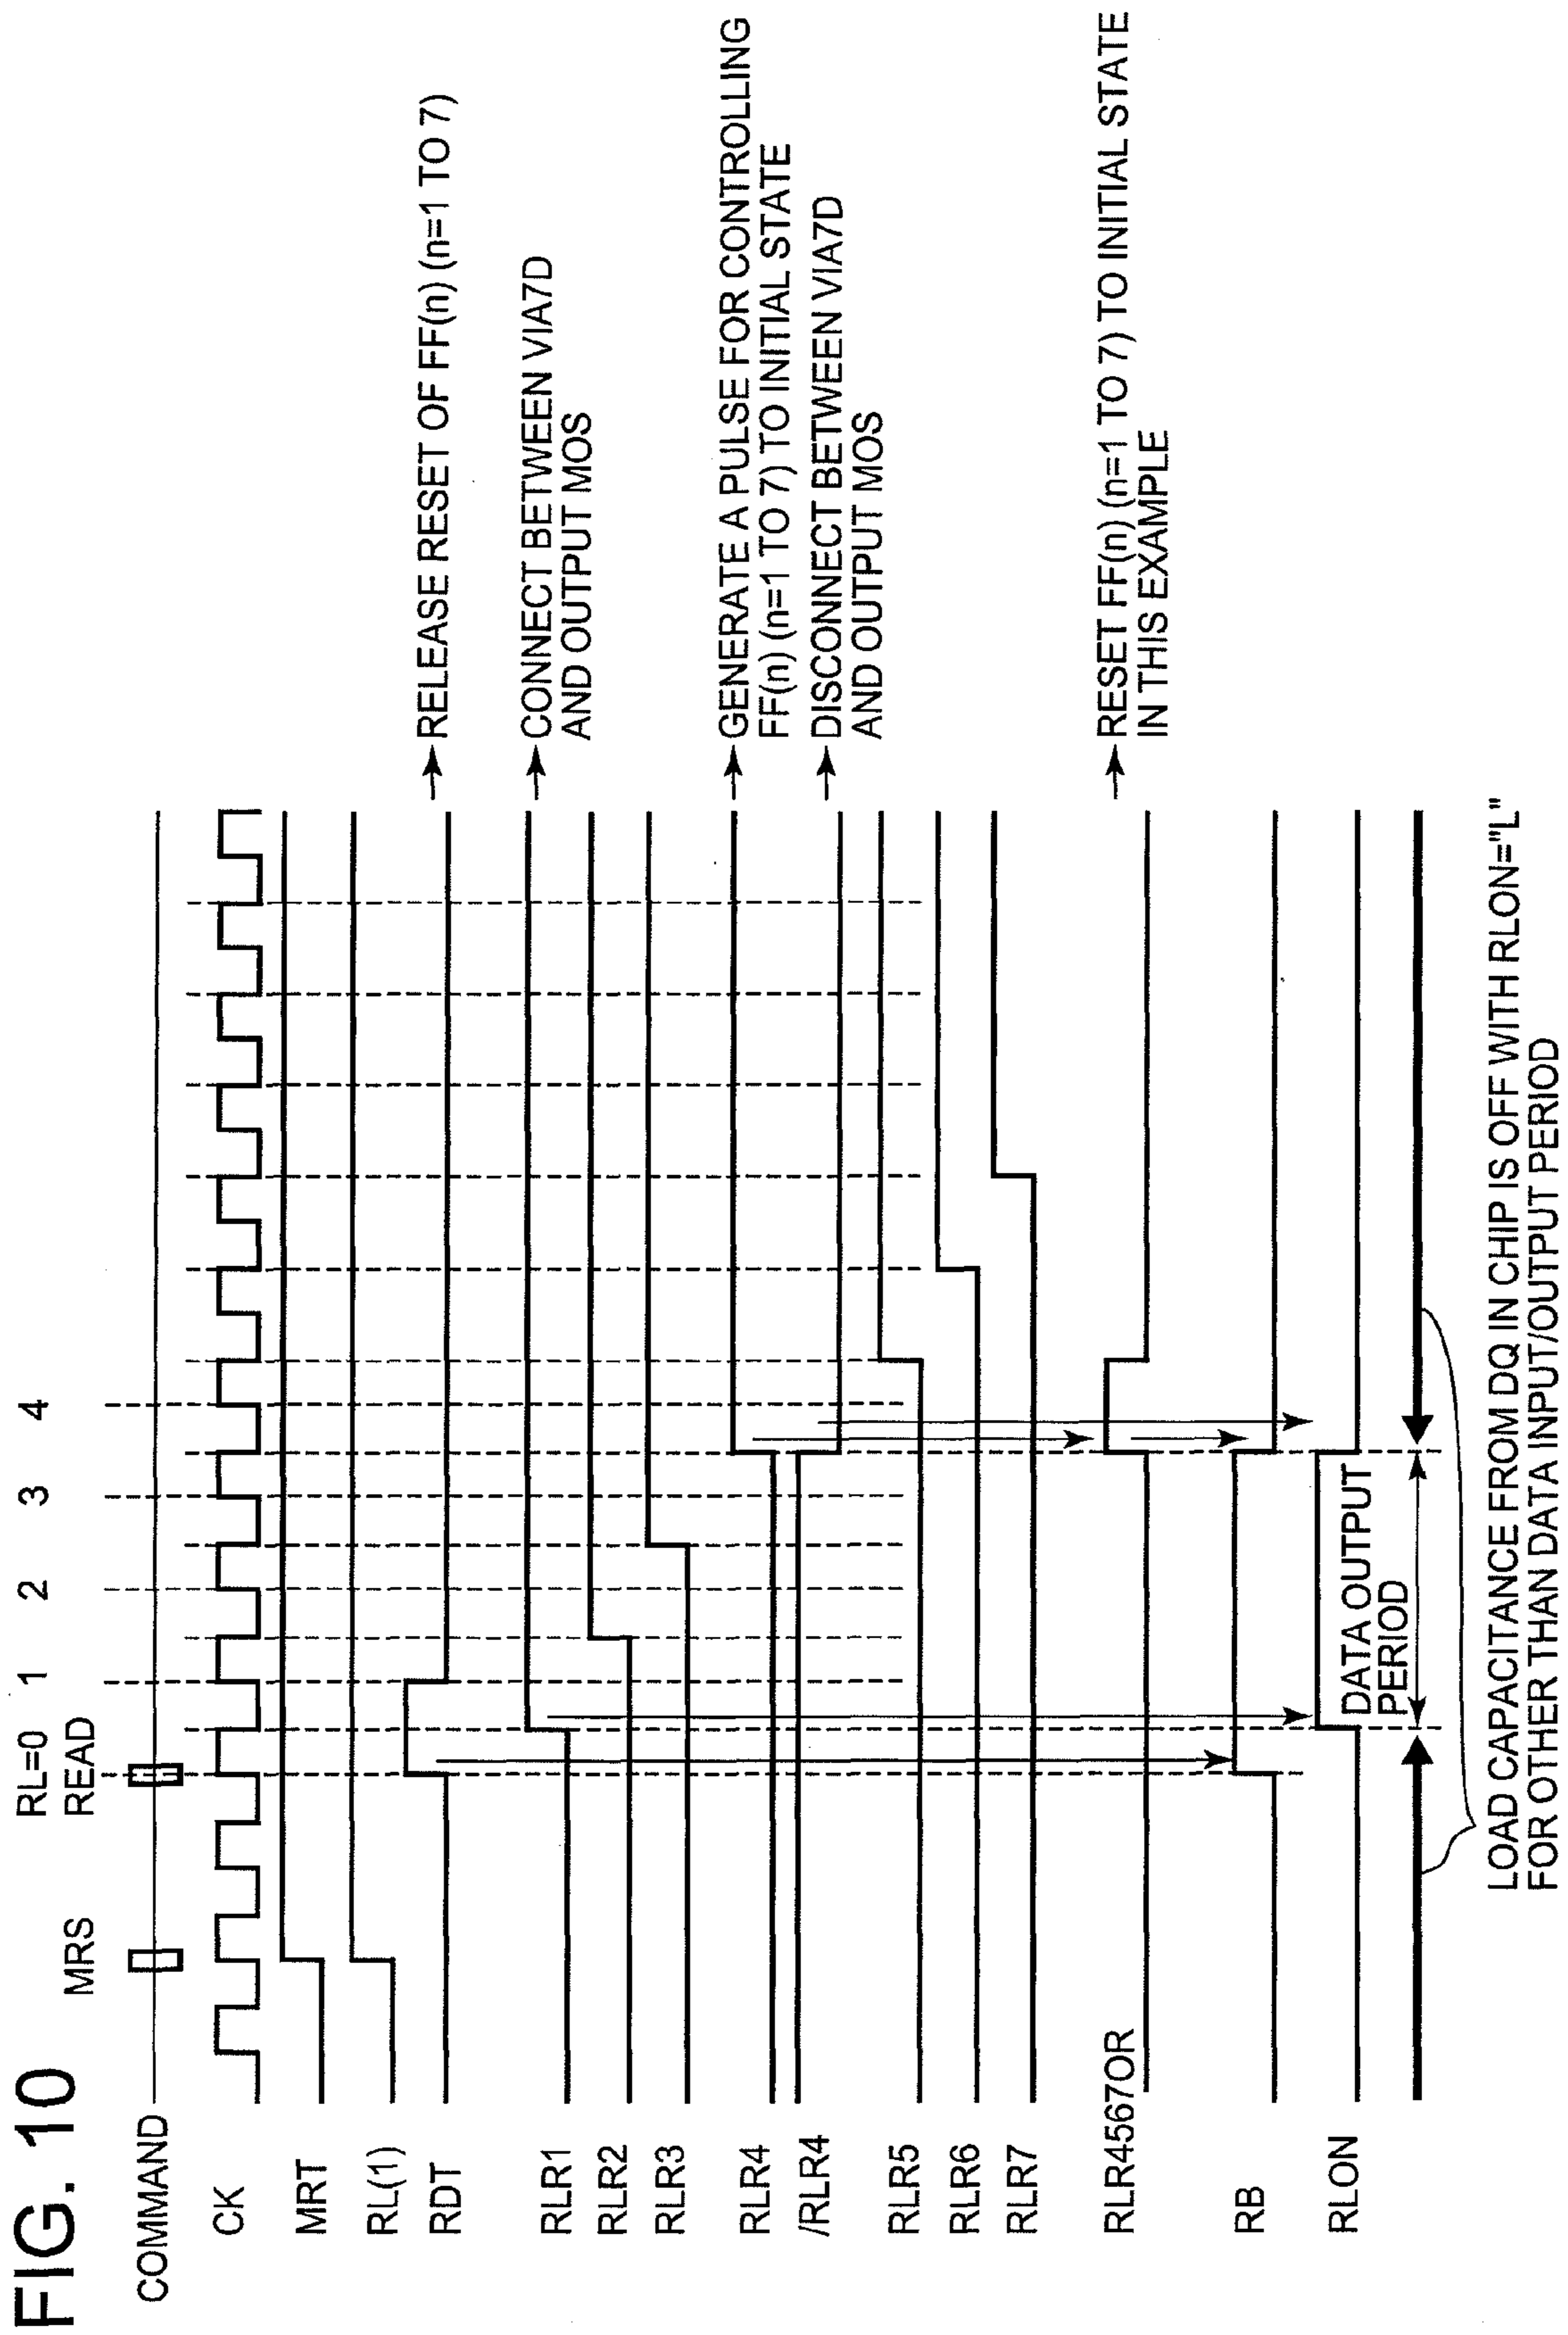 FIG. 10
RL=0 1 2 3 4
MRS READ
COMMAND
CK
MRT
RL(1)
RDT
RELEASE RESET OF FF(n) (n=1 TO 7)
RLR1
CONNECT BETWEEN VIA7D
AND OUTPUT MOS
RLR2
RLR3
RLR4
GENERATE A PULSE FOR CONTROLLING
FF(n) (n=1 TO 7) TO INITIAL STATE
/RLR4
DISCONNECT BETWEEN VIA7D
AND OUTPUT MOS
RLR5
RLR6
RLR7
RLR4567OR
RESET FF(n) (n=1 TO 7) TO INITIAL STATE
IN THIS EXAMPLE
RB
RLON
DATA OUTPUT
PERIOD
LOAD CAPACITANCE FROM DQ IN CHIP IS OFF WITH RLON="L"
FOR OTHER THAN DATA INPUT/OUTPUT PERIOD